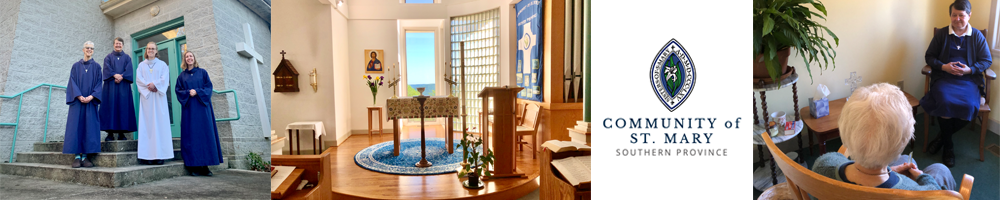 COMMUNITY of
ST. MARY
SOUTHERN PROVINCE